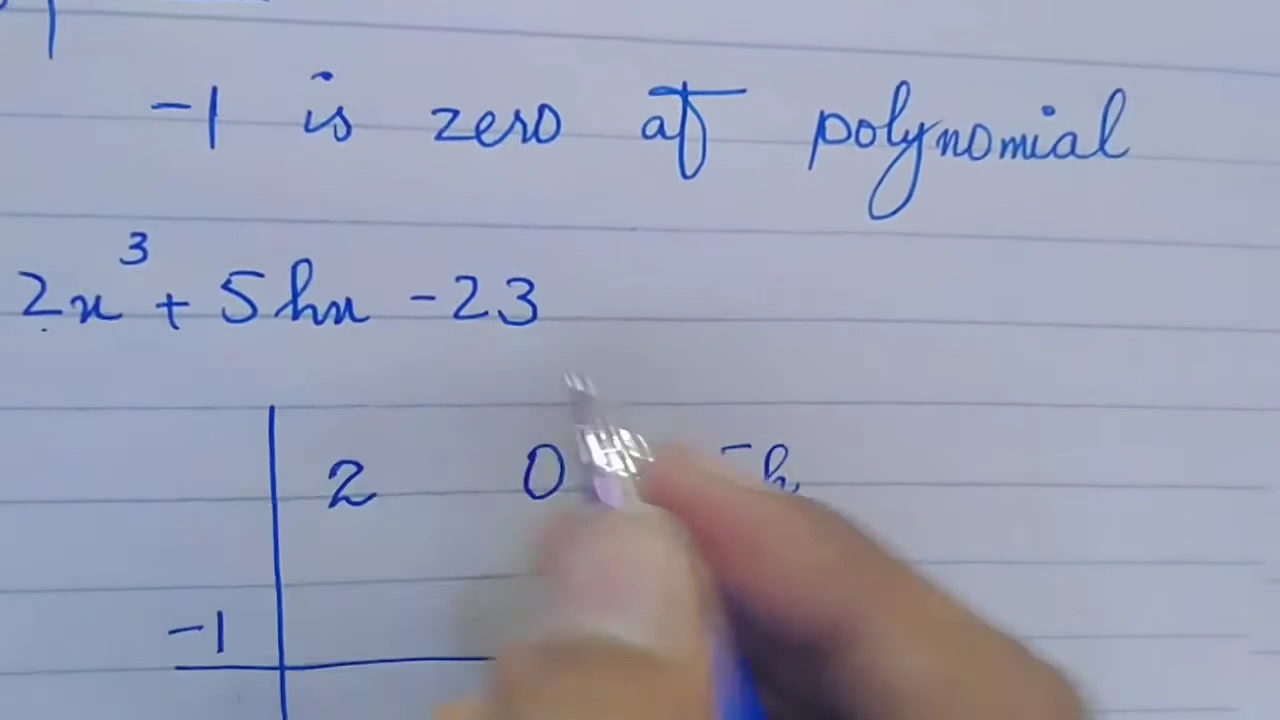 -1 is zero of polynomial
2x³ + 5hx - 23
2 0
-1